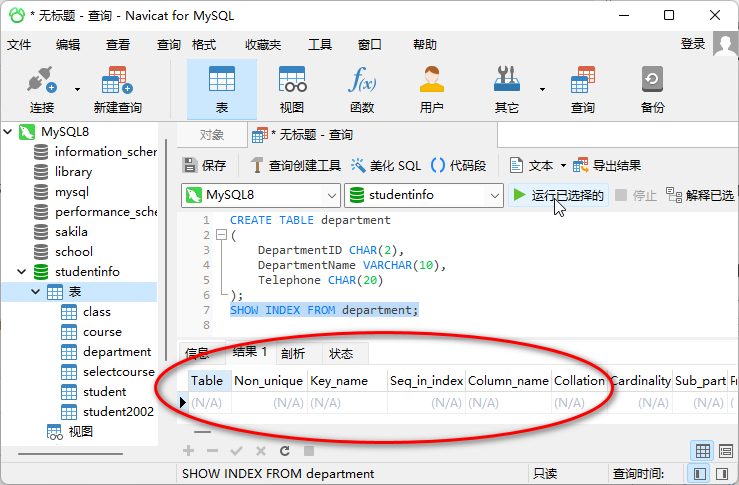 * 无标题 - 查询 - Navicat for MySQL
文件 编辑 查看 查询 格式 收藏夹 工具 窗口 帮助 登录
连接 新建查询 表 视图 f(x) 函数 用户 其它 查询 备份
MySQL8
information_scher
library
mysql
performance_sche
sakila
school
studentinfo
表
class
course
department
selectcourse
student
student2002
视图
对象 * 无标题 - 查询
保存 查询创建工具 美化 SQL () 代码段 文本 导出结果
MySQL8 studentinfo 运行已选择的 停止 解释已选
1 CREATE TABLE department
2 (
3 DepartmentID CHAR(2),
4 DepartmentName VARCHAR(10),
5 Telephone CHAR(20)
6 );
7 SHOW INDEX FROM department;
8
信息 结果 1 剖析 状态
Table Non_unique Key_name Seq_in_index Column_name Collation Cardinality Sub_part
(N/A) (N/A) (N/A) (N/A) (N/A) (N/A) (N/A) (N/A) (
SHOW INDEX FROM department 只读 查询时间: